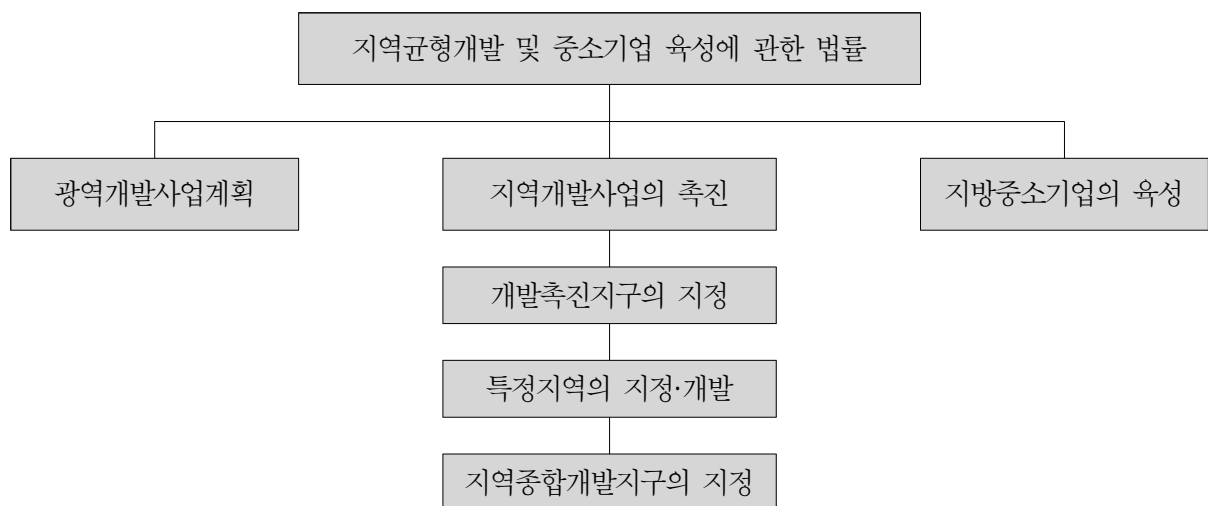 지역균형개발 및 중소기업 육성에 관한 법률
광역개발사업계획
지역개발사업의 촉진
지방중소기업의 육성
개발촉진지구의 지정
특정지역의 지정·개발
지역종합개발지구의 지정